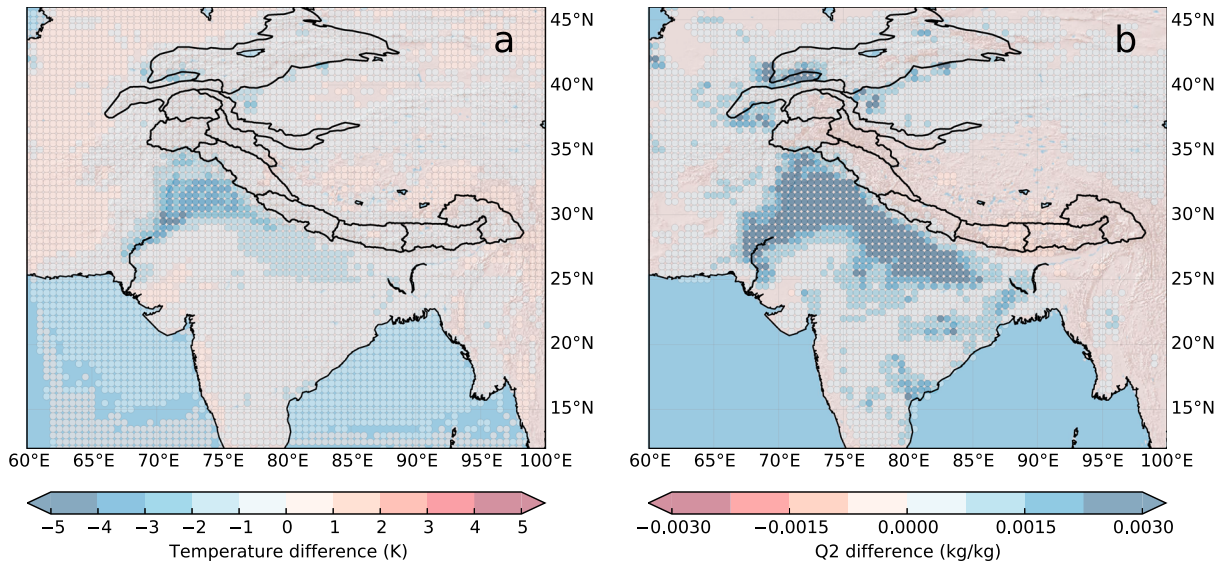 a
b
45°N
40°N
35°N
30°N
25°N
20°N
15°N
45°N
40°N
35°N
30°N
25°N
20°N
15°N
60°E 65°E 70°E 75°E 80°E 85°E 90°E 95°E 100°E
60°E 65°E 70°E 75°E 80°E 85°E 90°E 95°E 100°E
−5 −4 −3 −2 −1 0 1 2 3 4 5
Temperature difference (K)
−0.0030 −0.0015 0.0000 0.0015 0.0030
Q2 difference (kg/kg)